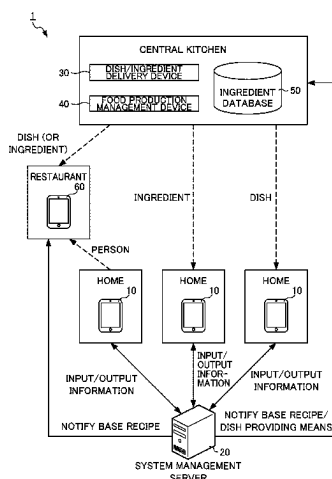 1
CENTRAL KITCHEN
30
DISH/INGREDIENT
DELIVERY DEVICE
40
FOOD PRODUCTION
MANAGEMENT DEVICE
50
INGREDIENT
DATABASE
DISH (OR
INGREDIENT)
RESTAURANT
60
INGREDIENT
DISH
PERSON
HOME
10
HOME
10
HOME
10
INPUT/OUTPUT
INFORMATION
INPUT/
OUTPUT
INFOR-
MATION
INPUT/OUTPUT
INFORMATION
NOTIFY BASE RECIPE
NOTIFY BASE RECIPE/
DISH PROVIDING MEANS
20
SYSTEM MANAGEMENT
SERVER